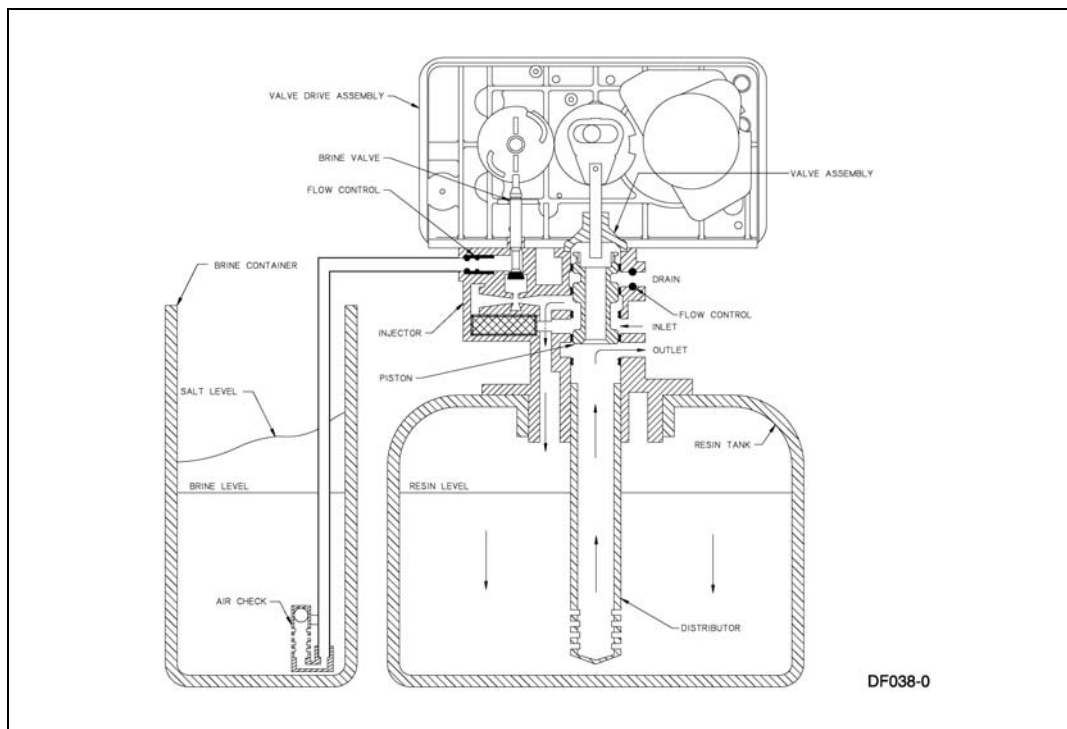 VALVE DRIVE ASSEMBLY
BRINE VALVE
VALVE ASSEMBLY
FLOW CONTROL
BRINE CONTAINER
DRAIN
FLOW CONTROL
INJECTOR
INLET
OUTLET
PISTON
SALT LEVEL
RESIN TANK
BRINE LEVEL
RESIN LEVEL
AIR CHECK
DISTRIBUTOR
DF038-0